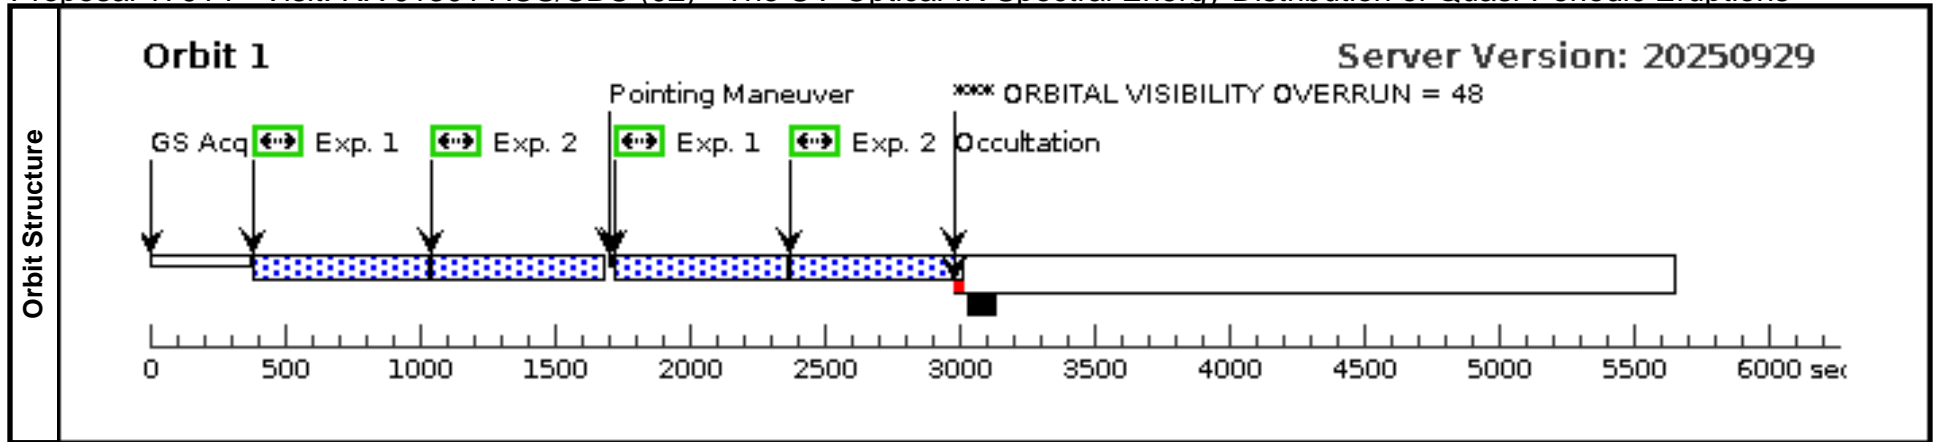 Orbit 1
Server Version: 20250929
Pointing Maneuver
*** ORBITAL VISIBILITY OVERRUN = 48
GS Acq Exp. 1 Exp. 2 Exp. 1 Exp. 2 Occultation
Orbit Structure
0 500 1000 1500 2000 2500 3000 3500 4000 4500 5000 5500 6000 sec